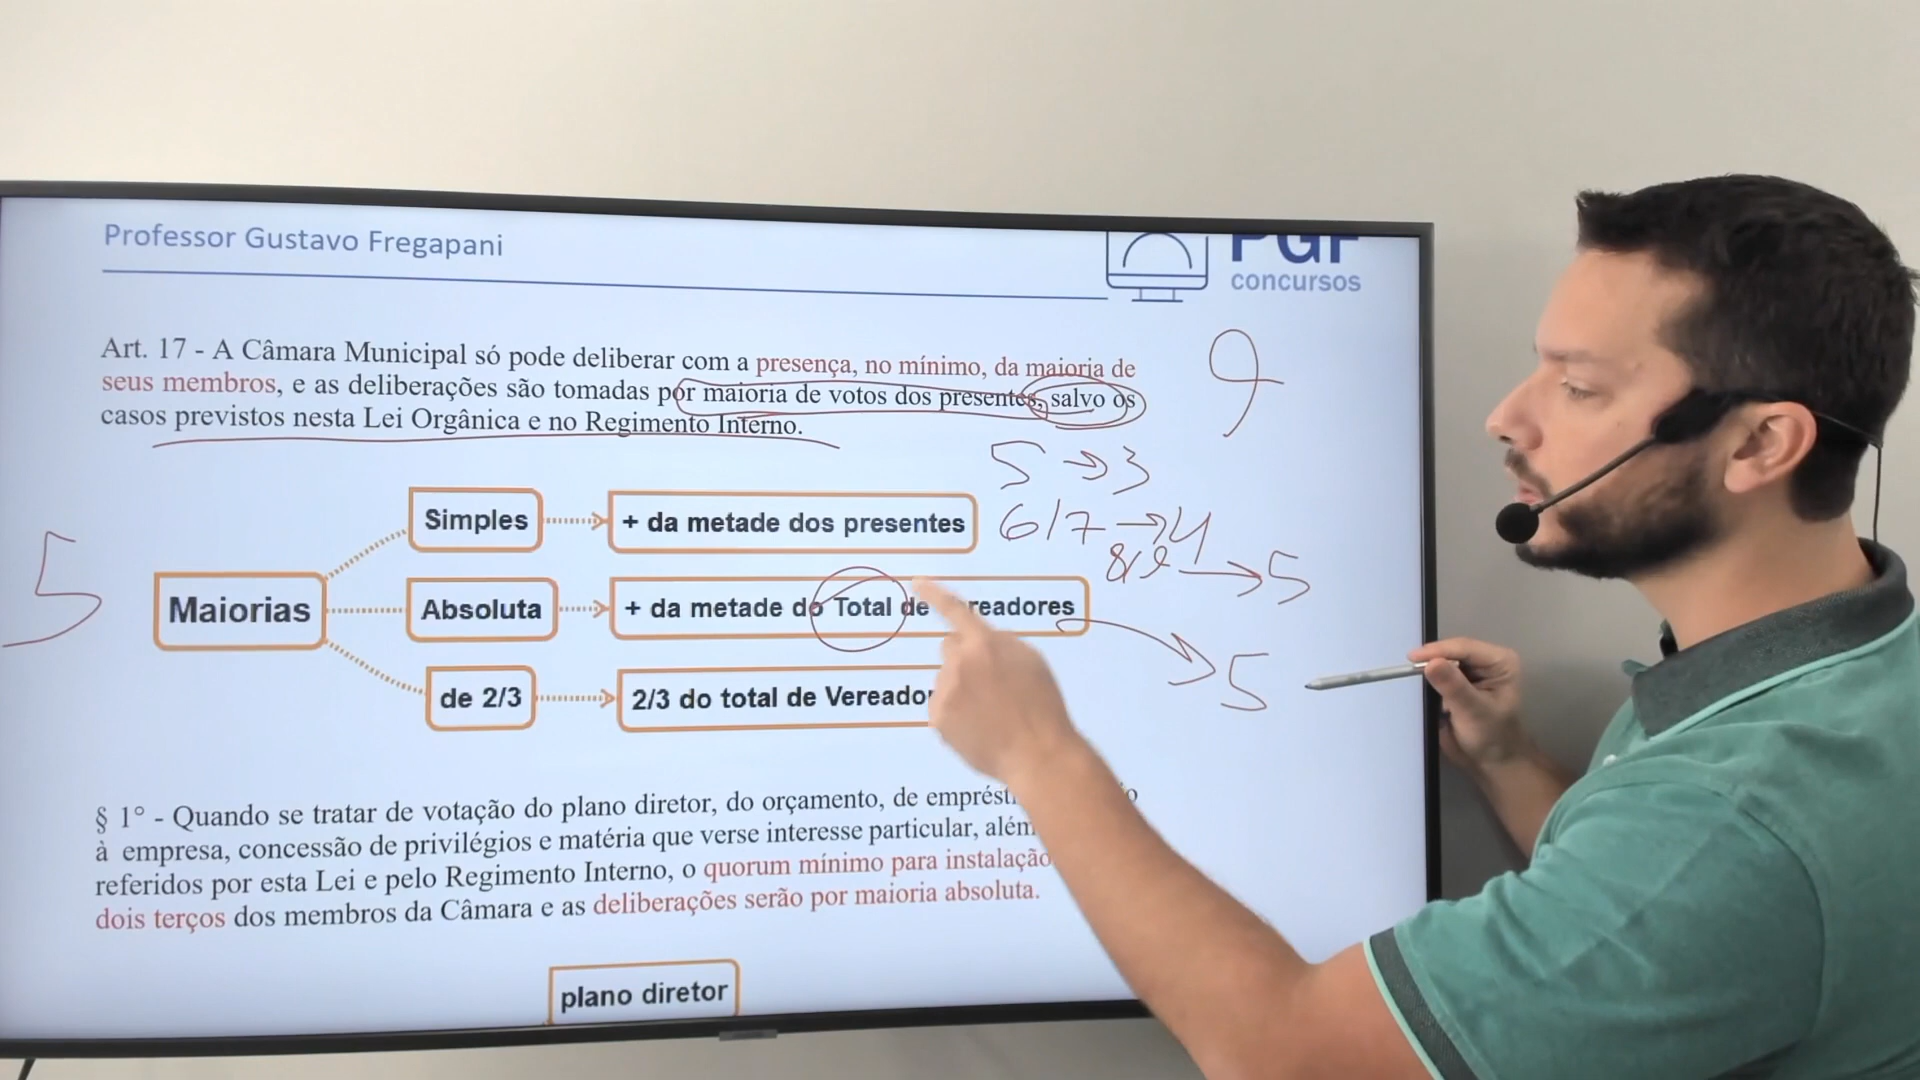 Professor Gustavo Fregapani
PGF
concursos
Art. 17 - A Câmara Municipal só pode deliberar com a presença, no mínimo, da maioria de
seus membros, e as deliberações são tomadas por maioria de votos dos presentes, salvo os
casos previstos nesta Lei Orgânica e no Regimento Interno.
9
5 → 3
6/7 → 4
8/9 → 5
5
Simples
+ da metade dos presentes
Maiorias
Absoluta
+ da metade do Total de readores
5
de 2/3
2/3 do total de Vereado
§ 1° - Quando se tratar de votação do plano diretor, do orçamento, de emprést
à empresa, concessão de privilégios e matéria que verse interesse particular, além
referidos por esta Lei e pelo Regimento Interno, o quorum mínimo para instalação
dois terços dos membros da Câmara e as deliberações serão por maioria absoluta.
plano diretor